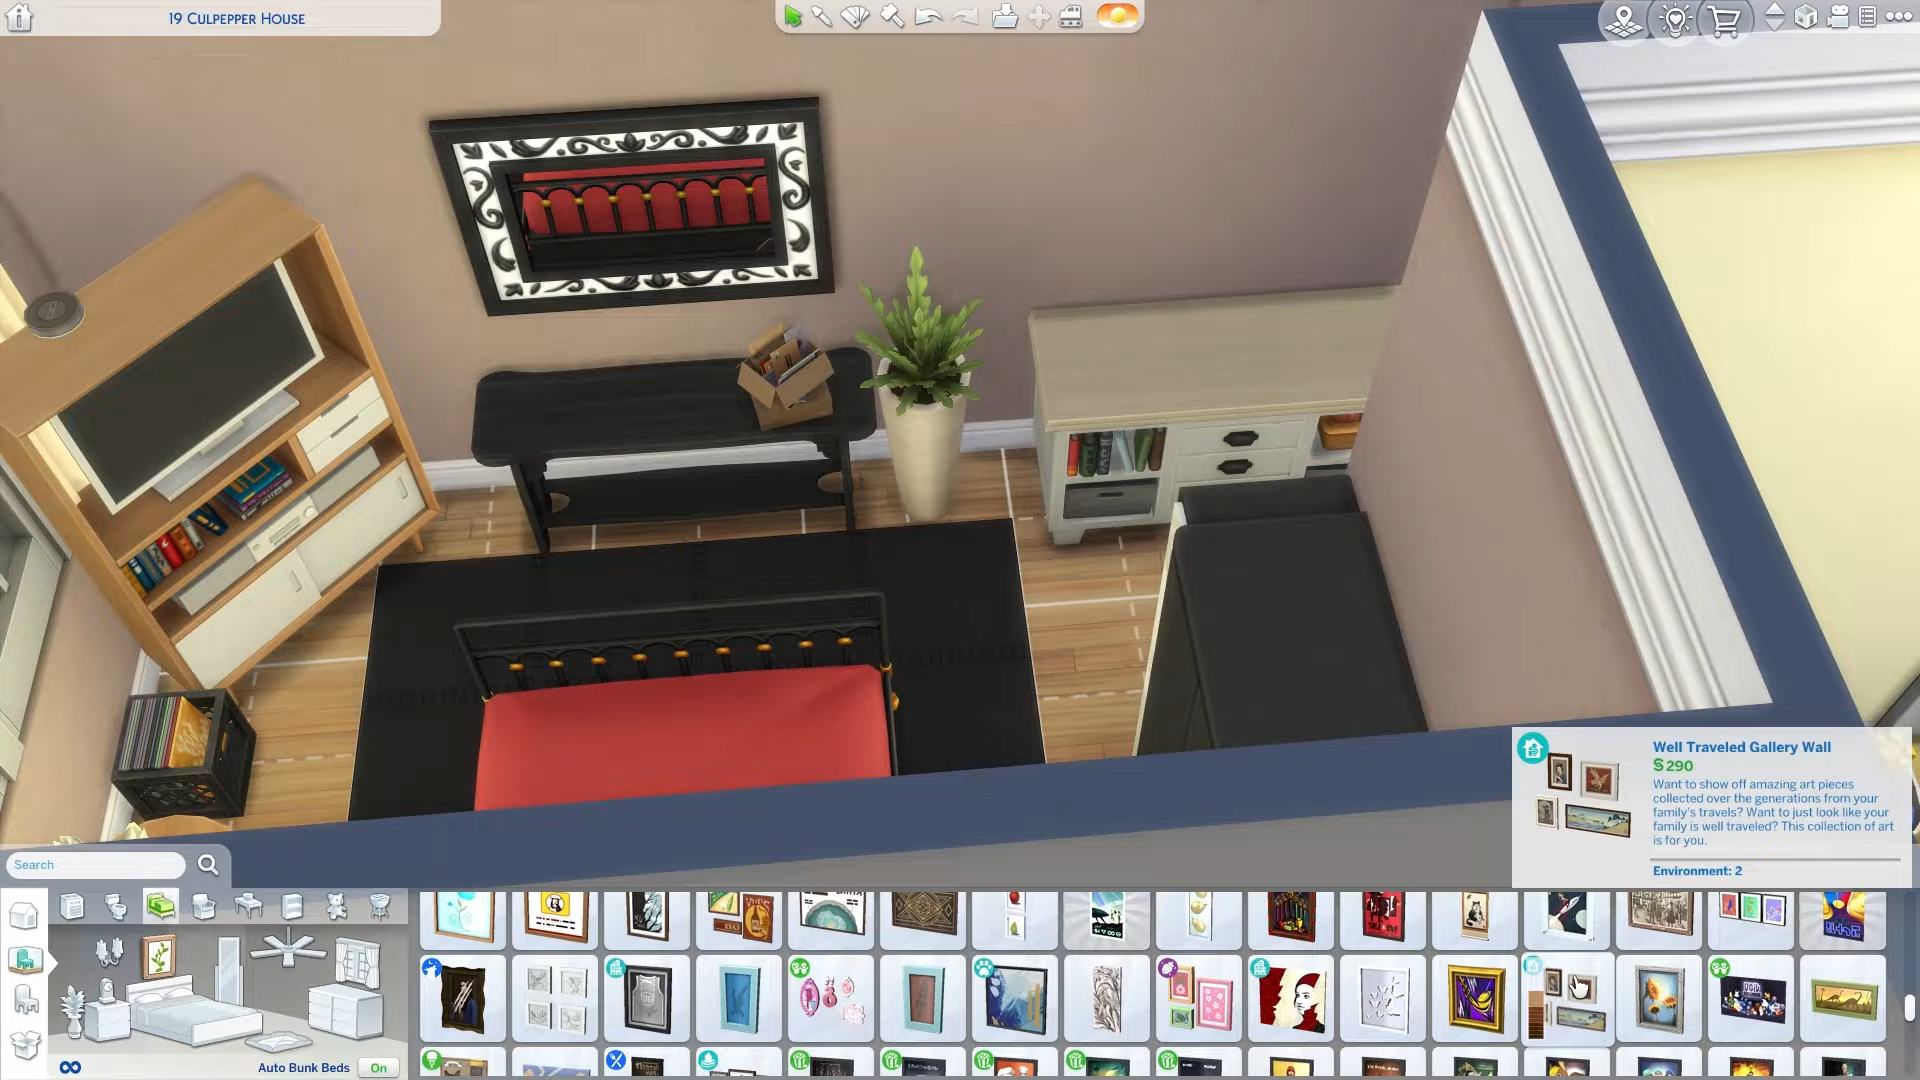 19 Culpepper House
Well Traveled Gallery Wall
§290
Want to show off amazing art pieces
collected over the generations from your
family's travels? Want to just look like your
family is well traveled? This collection of art
is for you.
Environment: 2
Search
Auto Bunk Beds
On